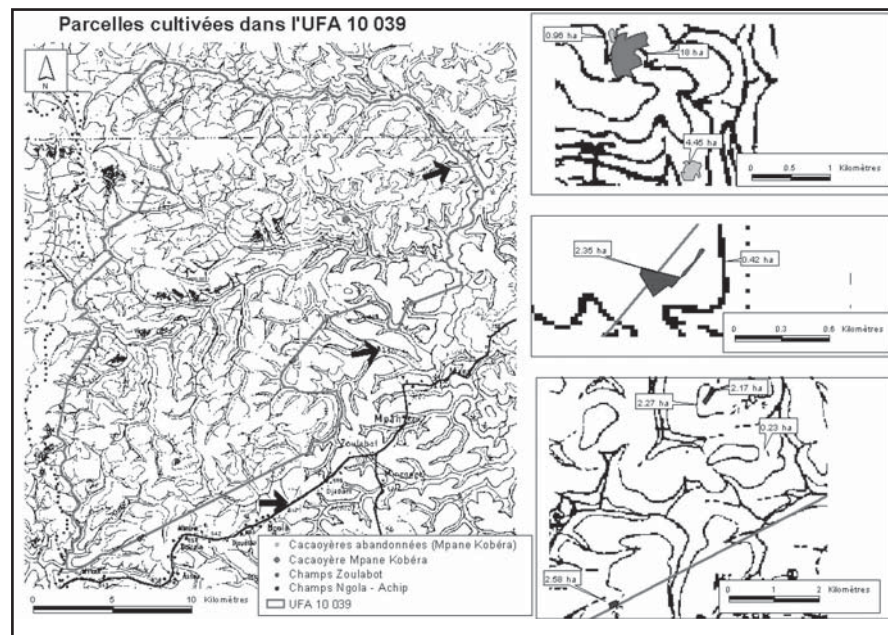 Parcelles cultivées dans l'UFA 10 039
N
Mpane
Zoulabot
Ngola
0 5 10 Kilomètres
Cacaoyères abandonnées (Mpane Kobéra)
Cacaoyère Mpane Kobéra
Champs Zoulabot
Champs Ngola - Achip
UFA 10 039
0.96 ha
18 ha
4.46 ha
0 0.5 1 Kilomètres
2.35 ha
0.42 ha
0 0.3 0.6 Kilomètres
2.17 ha
2.27 ha
0.23 ha
2.58 ha
0 1 2 Kilomètres